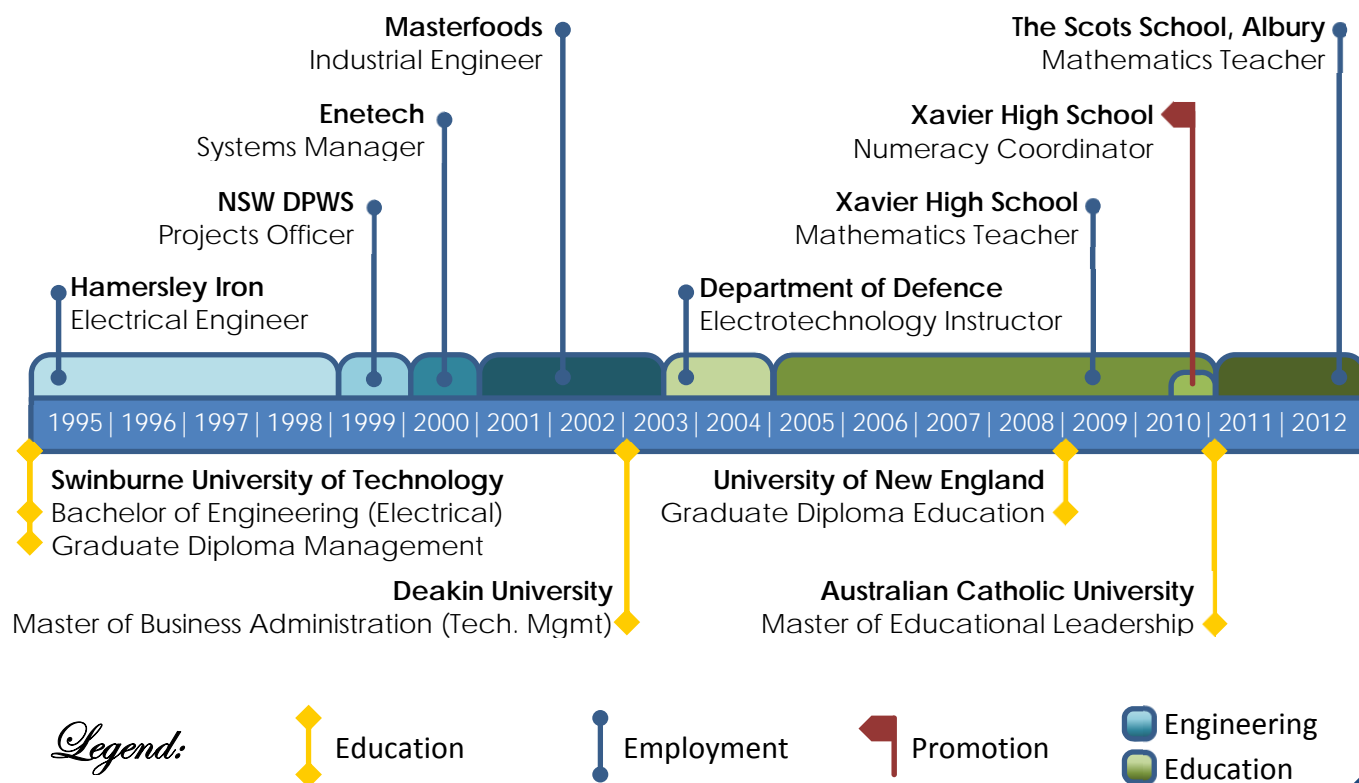 Masterfoods
Industrial Engineer
The Scots School, Albury
Mathematics Teacher
Enetech
Systems Manager
Xavier High School
Numeracy Coordinator
NSW DPWS
Projects Officer
Xavier High School
Mathematics Teacher
Hamersley Iron
Electrical Engineer
Department of Defence
Electrotechnology Instructor
1995 | 1996 | 1997 | 1998 | 1999 | 2000 | 2001 | 2002 | 2003 | 2004 | 2005 | 2006 | 2007 | 2008 | 2009 | 2010 | 2011 | 2012
Swinburne University of Technology
Bachelor of Engineering (Electrical)
Graduate Diploma Management
University of New England
Graduate Diploma Education
Deakin University
Master of Business Administration (Tech. Mgmt)
Australian Catholic University
Master of Educational Leadership
Legend:
Education
Employment
Promotion
Engineering
Education